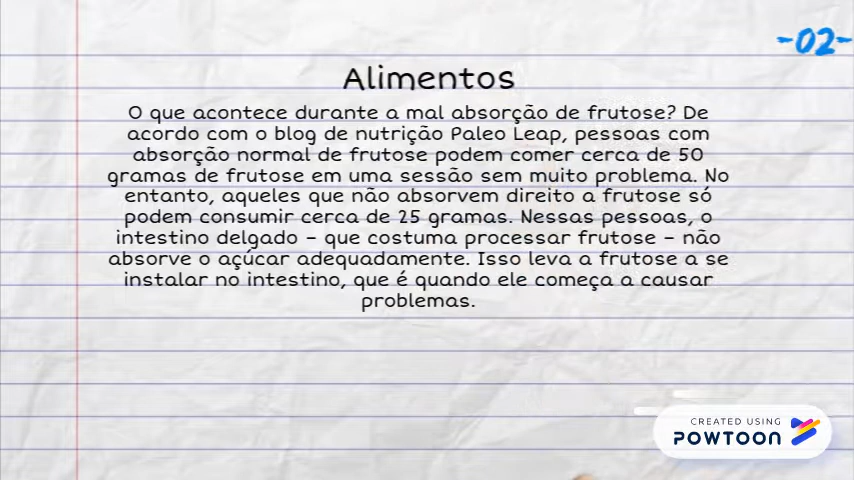 -02-
Alimentos
O que acontece durante a mal absorção de frutose? De
acordo com o blog de nutrição Paleo Leap, pessoas com
absorção normal de frutose podem comer cerca de 50
gramas de frutose em uma sessão sem muito problema. No
entanto, aqueles que não absorvem direito a frutose só
podem consumir cerca de 25 gramas. Nessas pessoas, o
intestino delgado – que costuma processar frutose – não
absorve o açúcar adequadamente. Isso leva a frutose a se
instalar no intestino, que é quando ele começa a causar
problemas.
CREATED USING
POWTOON